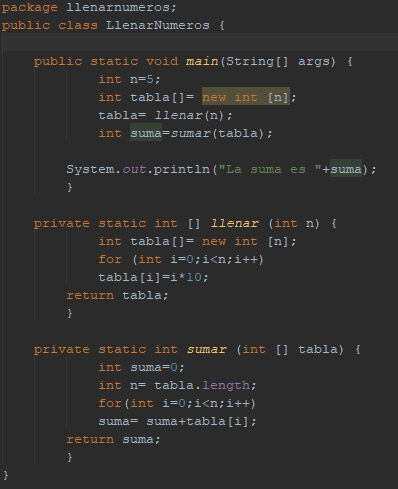 package llenarnumeros;
public class LlenarNumeros {
public static void main(String[] args) {
int n=5;
int tabla[]= new int [n];
tabla= llenar(n);
int suma=sumar(tabla);
System.out.println("La suma es "+suma);
}
private static int [] llenar (int n) {
int tabla[]= new int [n];
for (int i=0;i<n;i++)
tabla[i]=i*10;
return tabla;
}
private static int sumar (int [] tabla) {
int suma=0;
int n= tabla.length;
for(int i=0;i<n;i++)
suma= suma+tabla[i];
return suma;
}
}